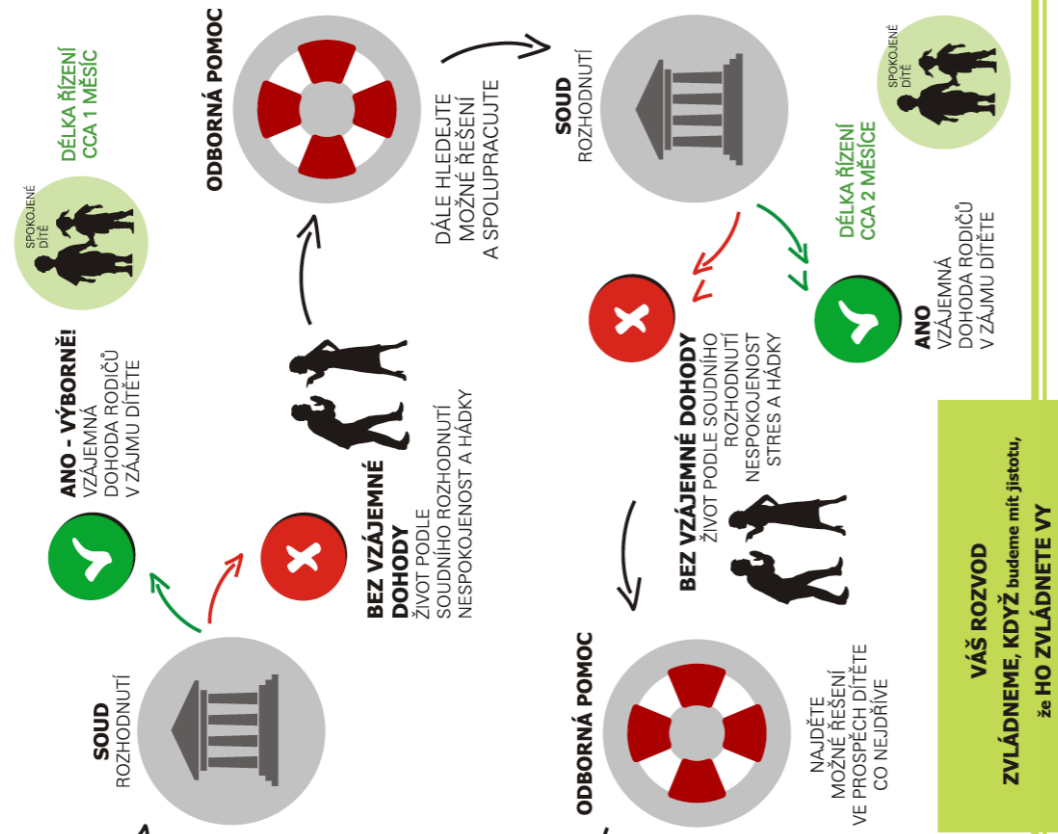 SOUD
ROZHODNUTÍ
ANO - VÝBORNĚ!
VZÁJEMNÁ
DOHODA RODIČŮ
V ZÁJMU DÍTĚTE
SPOKOJENÉ
DÍTĚ
DÉLKA ŘÍZENÍ
CCA 1 MĚSÍC
BEZ VZÁJEMNÉ
DOHODY
ŽIVOT PODLE
SOUDNÍHO ROZHODNUTÍ
NESPOKOJENOST A HÁDKY
ODBORNÁ POMOC
DÁLE HLEDEJTE
MOŽNÉ ŘEŠENÍ
A SPOLUPRACUJTE
SOUD
ROZHODNUTÍ
DÉLKA ŘÍZENÍ
CCA 2 MĚSÍCE
SPOKOJENÉ
DÍTĚ
ANO
VZÁJEMNÁ
DOHODA RODIČŮ
V ZÁJMU DÍTĚTE
BEZ VZÁJEMNÉ DOHODY
ŽIVOT PODLE SOUDNÍHO
ROZHODNUTÍ
NESPOKOJENOST
STRES A HÁDKY
ODBORNÁ POMOC
NAJDĚTE
MOŽNÉ ŘEŠENÍ
VE PROSPĚCH DÍTĚTE
CO NEJDŘÍVE
VÁŠ ROZVOD
ZVLÁDNEME, KDYŽ budeme mít jistotu,
že HO ZVLÁDNETE VY